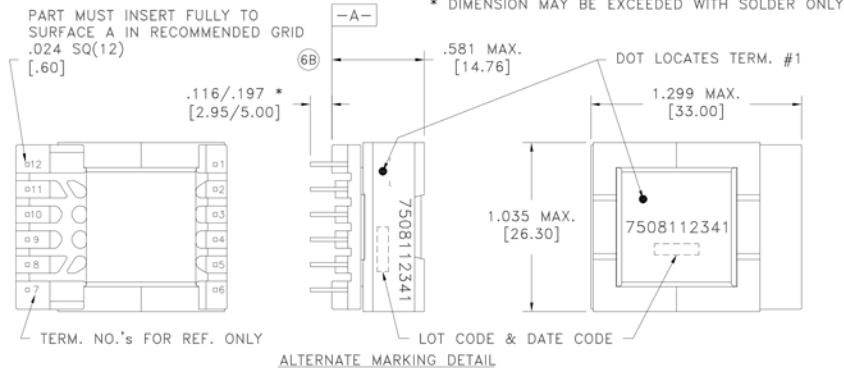 * DIMENSION MAY BE EXCEEDED WITH SOLDER ONLY
PART MUST INSERT FULLY TO
SURFACE A IN RECOMMENDED GRID
.024 SQ(12)
[.60]
-A-
6B
.581 MAX.
[14.76]
DOT LOCATES TERM. #1
.116/.197 *
[2.95/5.00]
1.299 MAX.
[33.00]
12
11
10
9
8
7
1
2
3
4
5
6
7508112341
1.035 MAX.
[26.30]
7508112341
TERM. NO.'s FOR REF. ONLY
LOT CODE & DATE CODE
ALTERNATE MARKING DETAIL